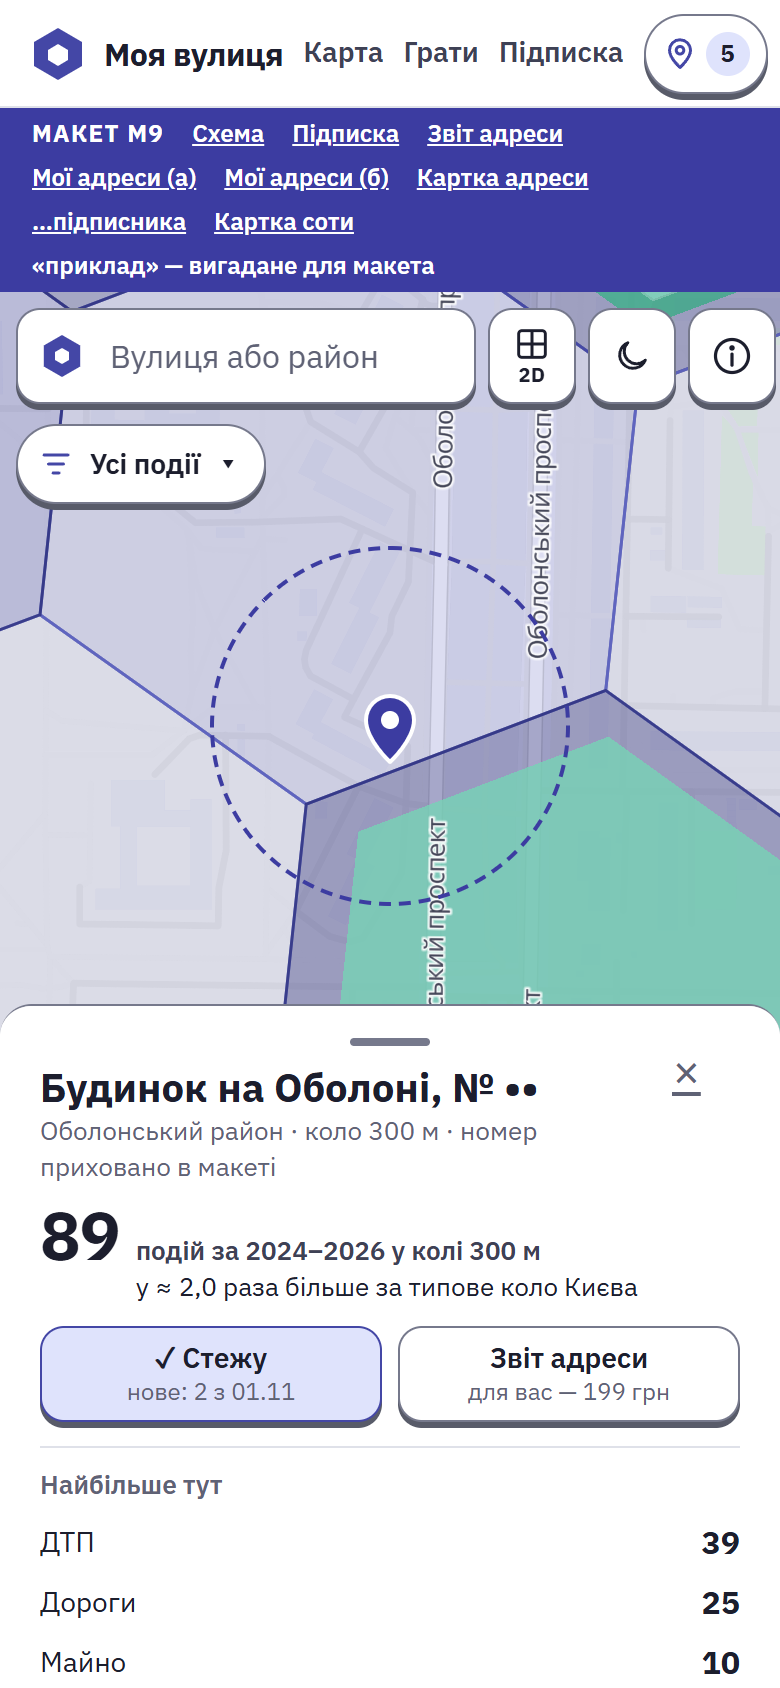 Моя вулиця Карта Грати Підписка 5
МАКЕТ М9 Схема Підписка Звіт адреси
Мої адреси (а) Мої адреси (б) Картка адреси
...підписника Картка соти
«приклад» — вигадане для макета
Вулиця або район 2D
Усі події
Оболо
Оболонський проспе
ський проспект
Будинок на Оболоні, № ••
Оболонський район · коло 300 м · номер
приховано в макеті
89 подій за 2024–2026 у колі 300 м
у ≈ 2,0 раза більше за типове коло Києва
✓ Стежу Звіт адреси
нове: 2 з 01.11 для вас — 199 грн
Найбільше тут
ДТП 39
Дороги 25
Майно 10